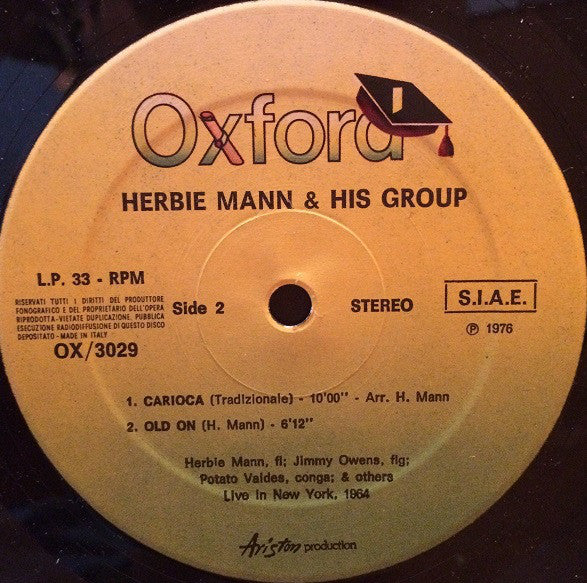 Oxford
HERBIE MANN & HIS GROUP
L.P. 33 - RPM
RISERVATI TUTTI I DIRITTI DEL PRODUTTORE
FONOGRAFICO E DEL PROPRIETARIO DELL'OPERA
RIPRODOTTA-VIETATE DUPLICAZIONE, PUBBLICA
ESECUZIONE RADIODIFFUSIONE DI QUESTO DISCO
DEPOSITATO - MADE IN ITALY
OX/3029
Side 2
STEREO
S.I.A.E.
Ⓟ 1976
1. CARIOCA (Tradizionale) - 10'00" - Arr. H. Mann
2. OLD ON (H. Mann) - 6'12"
Herbie Mann, fl; Jimmy Owens, flg;
Potato Valdes, conga; & others
Live in New York, 1964
Ariston production